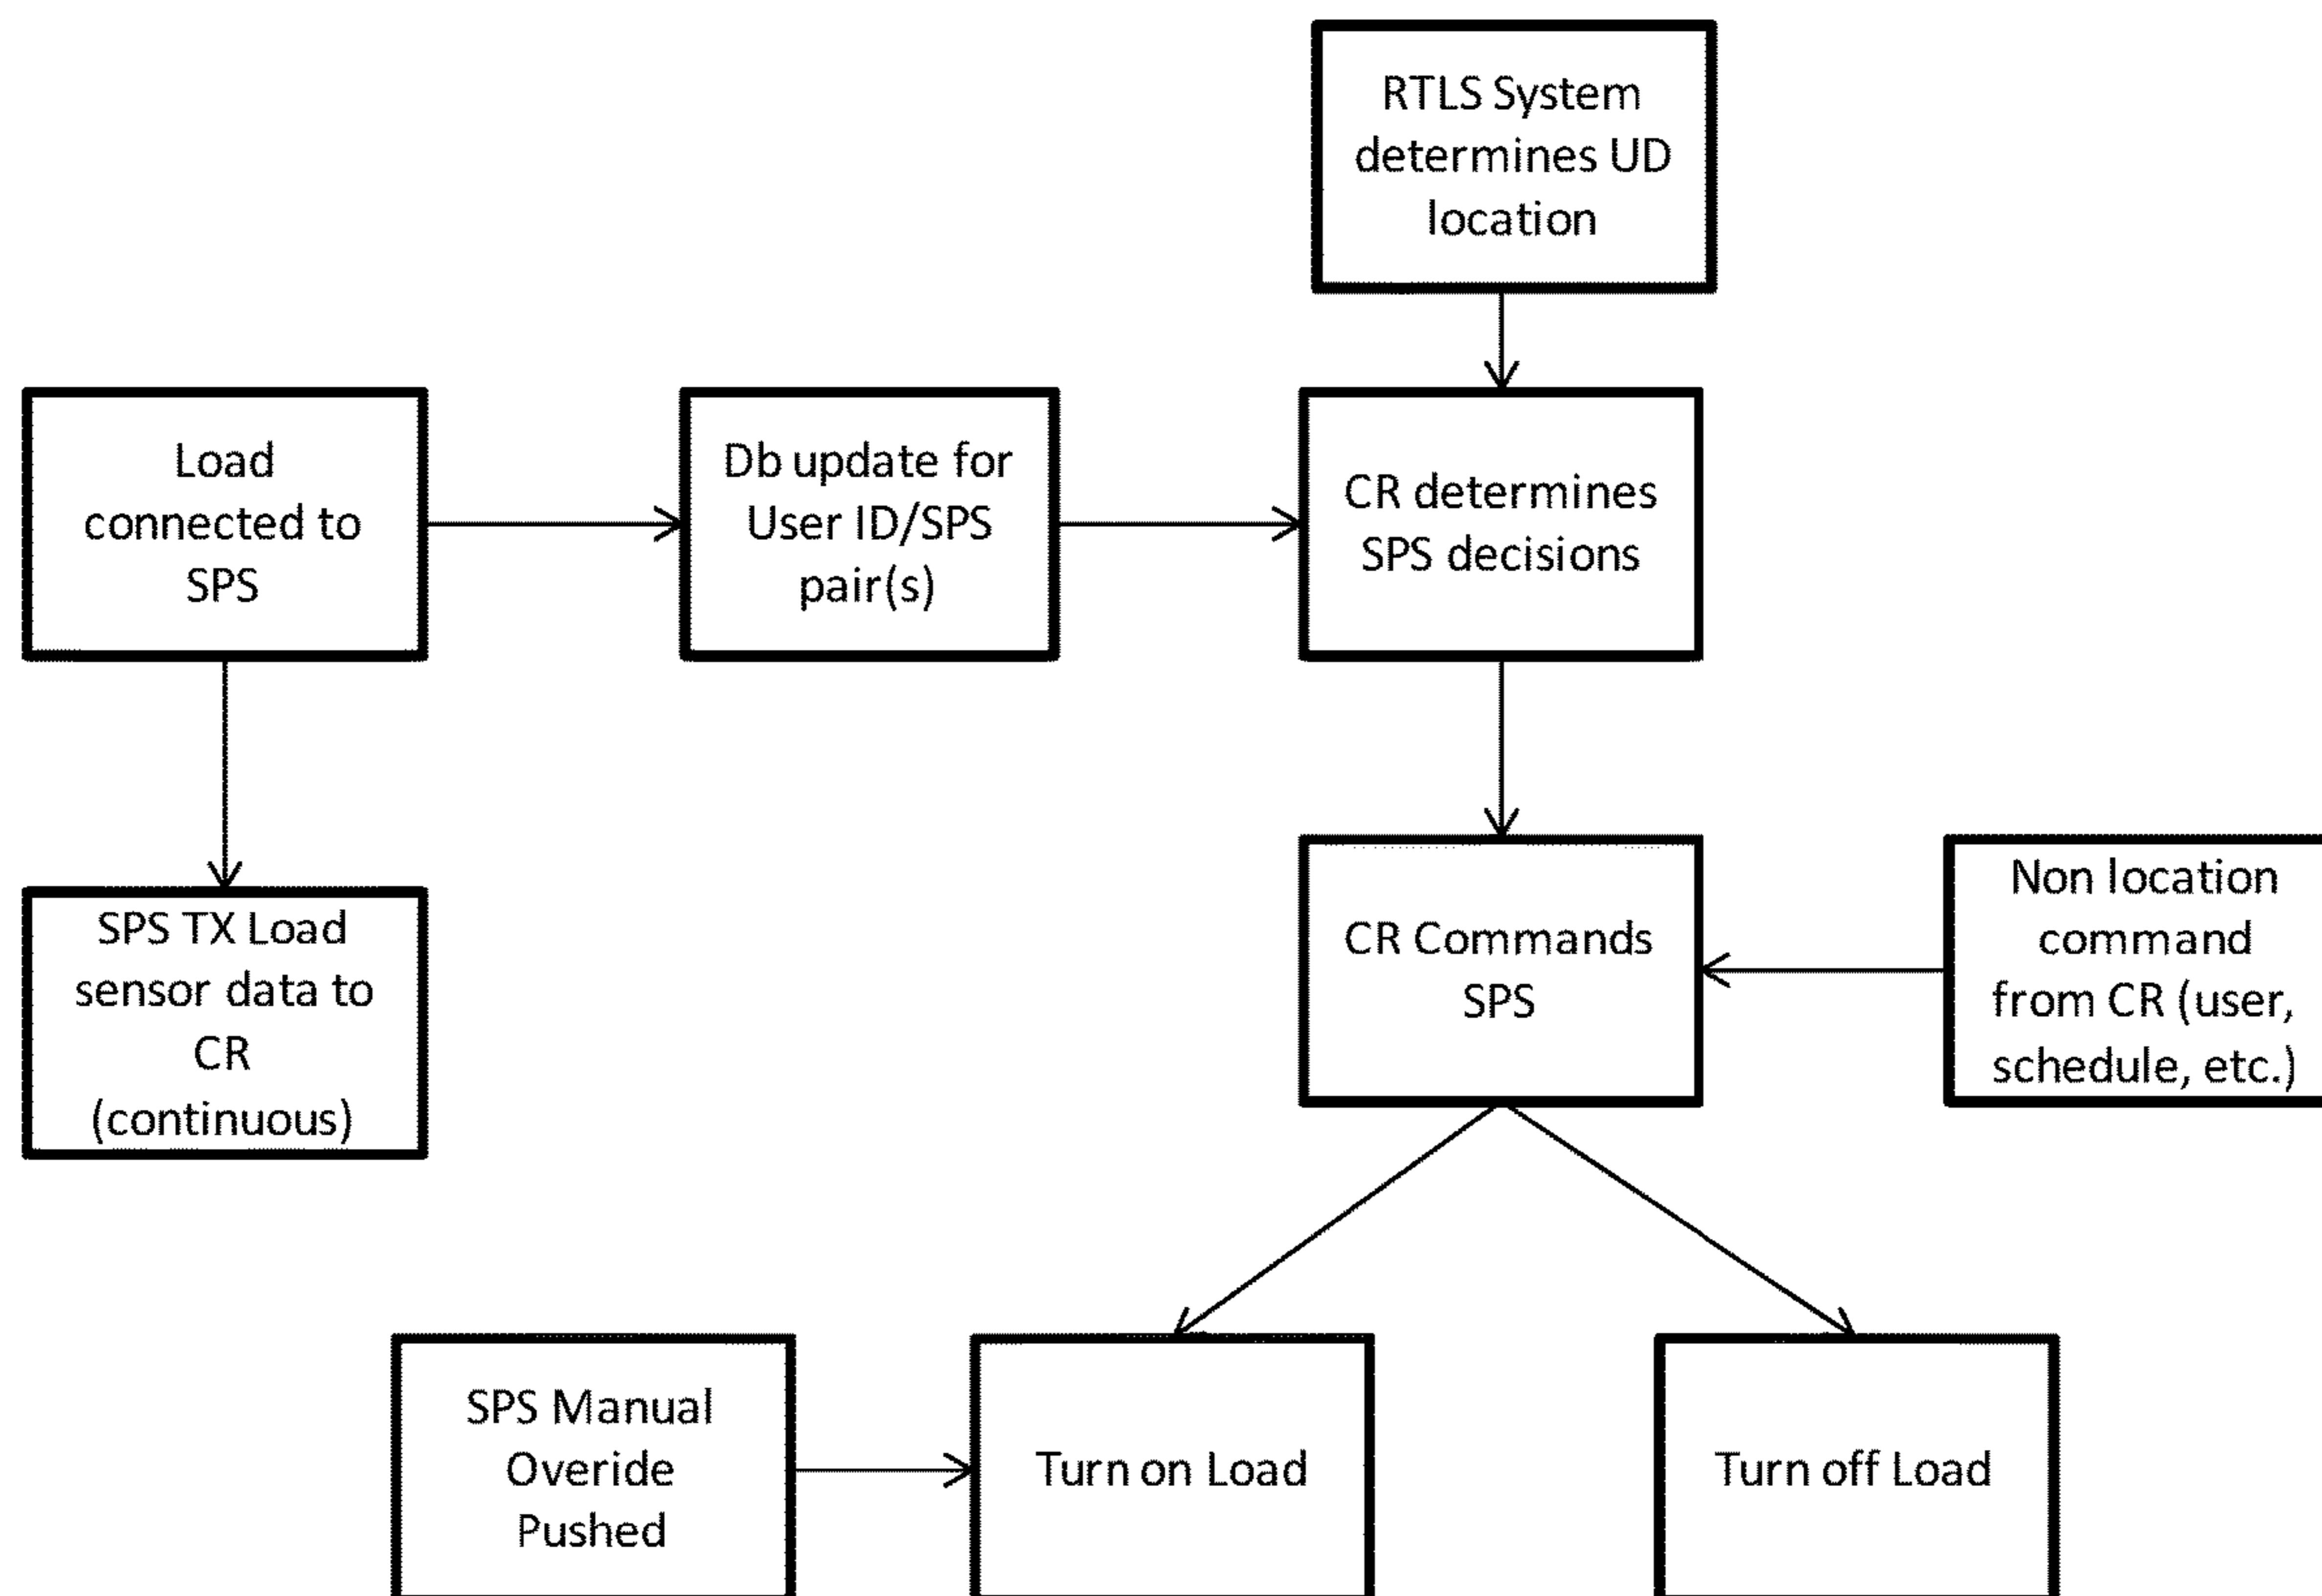 RTLS System
determines UD
location
Load
connected to
SPS
Db update for
User ID/SPS
pair(s)
CR determines
SPS decisions
SPS TX Load
sensor data to
CR
(continuous)
CR Commands
SPS
Non location
command
from CR (user,
schedule, etc.)
SPS Manual
Overide
Pushed
Turn on Load
Turn off Load